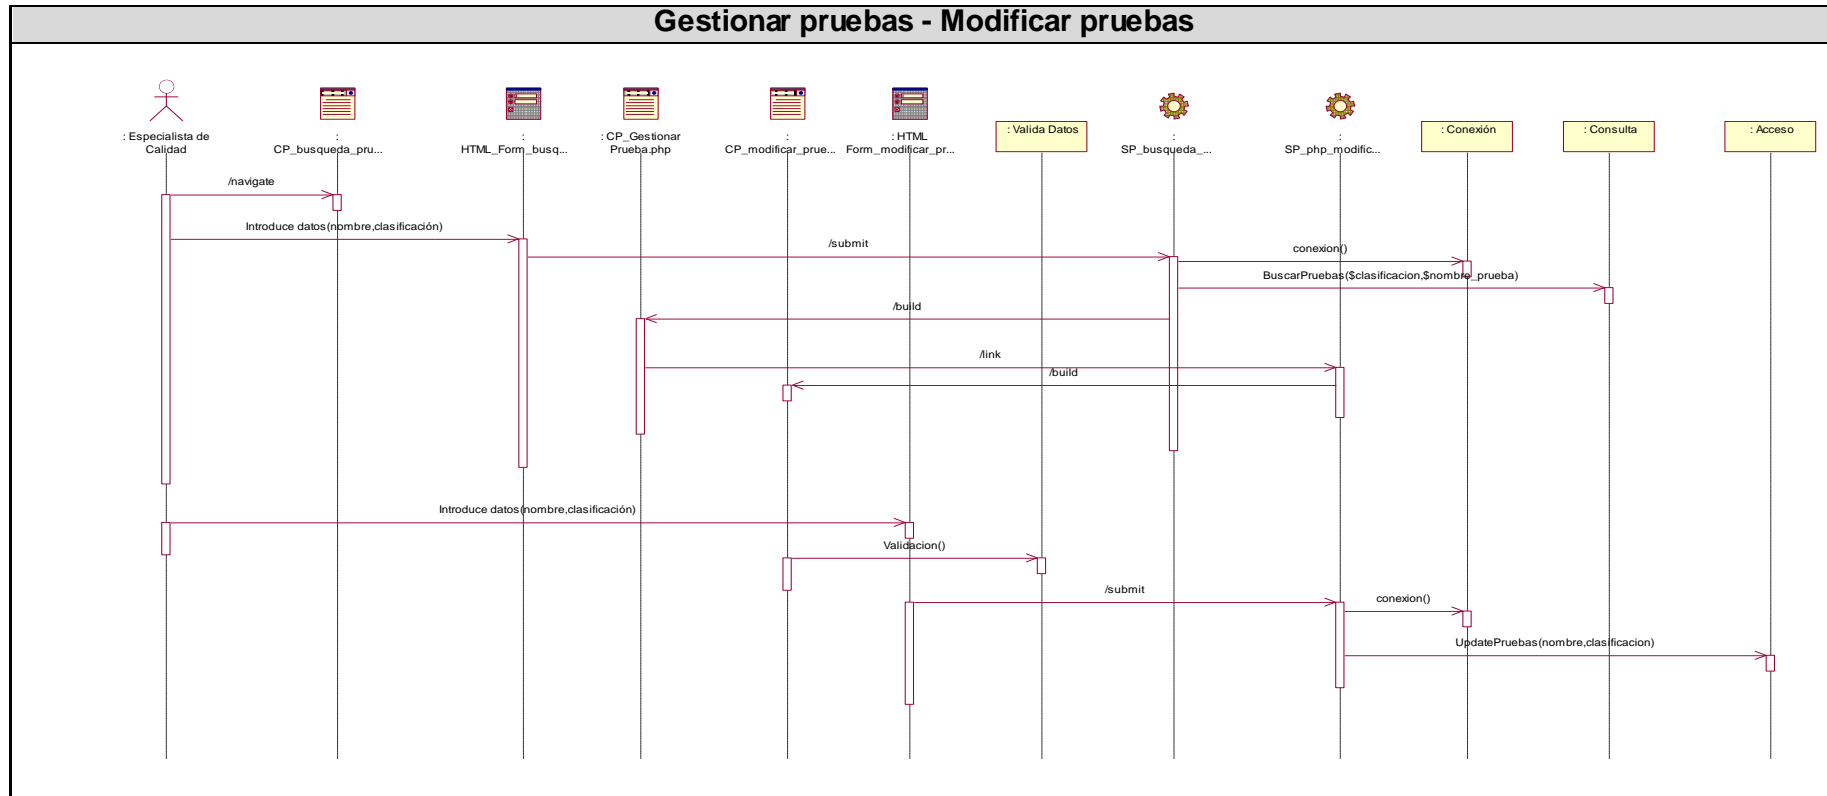 Gestionar pruebas - Modificar pruebas
: Especialista de
Calidad
:
CP_busqueda_pru...
:
HTML_Form_busq...
: CP_Gestionar
Prueba.php
:
CP_modificar_prue...
: HTML
Form_modificar_pr...
: Valida Datos
:
SP_busqueda_...
:
SP_php_modific...
: Conexión
: Consulta
: Acceso
/navigate
Introduce datos(nombre,clasificación)
/submit
conexion()
BuscarPruebas($clasificacion,$nombre_prueba)
/build
/link
/build
Introduce datos(nombre,clasificación)
Validacion()
/submit
conexion()
UpdatePruebas(nombre,clasificacion)